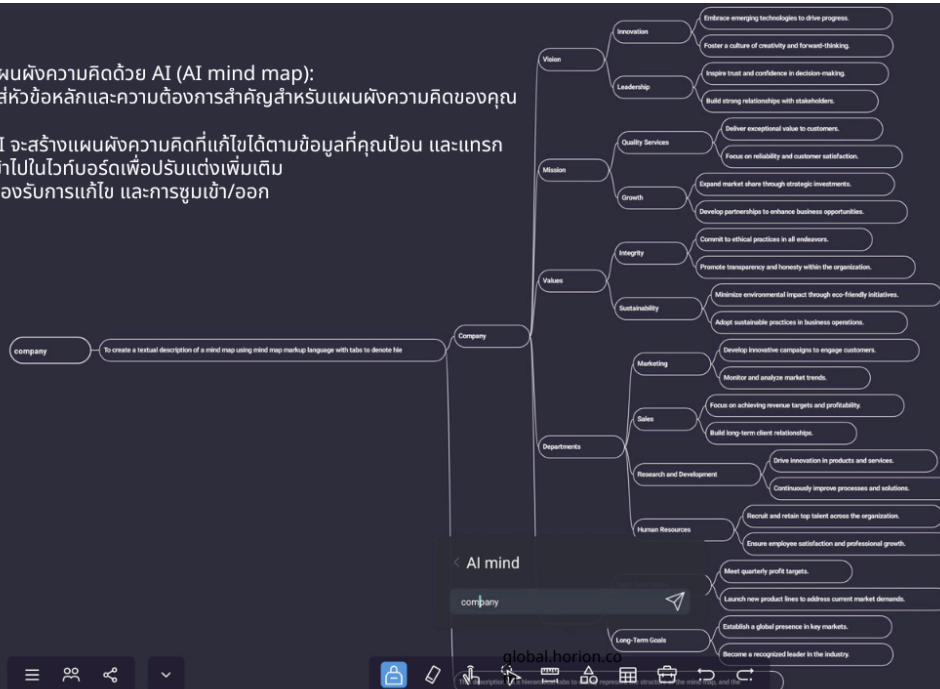 ผนผังความคิดด้วย AI (AI mind map):
ส่หัวข้อหลักและความต้องการสำคัญสำหรับแผนผังความคิดของคุณ
I จะสร้างแผนผังความคิดที่แก้ไขได้ตามข้อมูลที่คุณป้อน และแทรก
ข้าไปในไวท์บอร์ดเพื่อปรับแต่งเพิ่มเติม
องรับการแก้ไข และการซูมเข้า/ออก
company
To create a textual description of a mind map using mind map markup language with tabs to denote hie
Company
Vision
Innovation
Embrace emerging technologies to drive progress.
Foster a culture of creativity and forward-thinking.
Leadership
Inspire trust and confidence in decision-making.
Build strong relationships with stakeholders.
Mission
Quality Services
Deliver exceptional value to customers.
Focus on reliability and customer satisfaction.
Growth
Expand market share through strategic investments.
Develop partnerships to enhance business opportunities.
Values
Integrity
Commit to ethical practices in all endeavors.
Promote transparency and honesty within the organization.
Sustainability
Minimize environmental impact through eco-friendly initiatives.
Adopt sustainable practices in business operations.
Departments
Marketing
Develop innovative campaigns to engage customers.
Monitor and analyze market trends.
Sales
Focus on achieving revenue targets and profitability.
Build long-term client relationships.
Research and Development
Drive innovation in products and services.
Continuously improve processes and solutions.
Human Resources
Recruit and retain top talent across the organization.
Ensure employee satisfaction and professional growth.
Meet quarterly profit targets.
Launch new product lines to address current market demands.
Long-Term Goals
Establish a global presence in key markets.
Become a recognized leader in the industry.
AI mind
company
global.horion.co